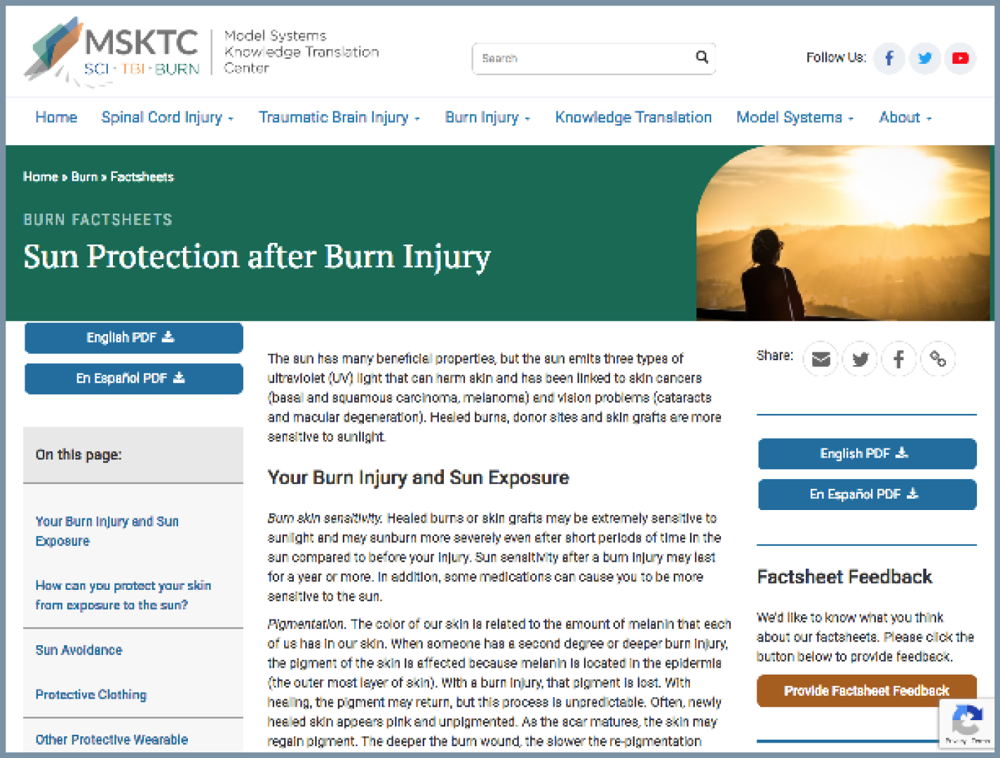 MSKTC
SCI · TBI · BURN
Model Systems
Knowledge Translation
Center
Search
Follow Us:
Home
Spinal Cord Injury
Traumatic Brain Injury
Burn Injury
Knowledge Translation
Model Systems
About
Home » Burn » Factsheets
BURN FACTSHEETS
Sun Protection after Burn Injury
English PDF
En Español PDF
On this page:
Your Burn Injury and Sun
Exposure
How can you protect your skin
from exposure to the sun?
Sun Avoidance
Protective Clothing
Other Protective Wearable
The sun has many beneficial properties, but the sun emits three types of
ultraviolet (UV) light that can harm skin and has been linked to skin cancers
(basal and squamous carcinoma, melanoma) and vision problems (cataracts
and macular degeneration). Healed burns, donor sites and skin grafts are more
sensitive to sunlight.
Your Burn Injury and Sun Exposure
Burn skin sensitivity. Healed burns or skin grafts may be extremely sensitive to
sunlight and may sunburn more severely even after short periods of time in the
sun compared to before your injury. Sun sensitivity after a burn injury may last
for a year or more. In addition, some medications can cause you to be more
sensitive to the sun.
Pigmentation. The color of our skin is related to the amount of melanin that each
of us has in our skin. When someone has a second degree or deeper burn injury,
the pigment of the skin is affected because melanin is located in the epidermis
(the outer most layer of skin). With a burn injury, that pigment is lost. With
healing, the pigment may return, but this process is unpredictable. Often, newly
healed skin appears pink and unpigmented. As the scar matures, the skin may
regain pigment. The deeper the burn wound, the slower the re-pigmentation
Share:
English PDF
En Español PDF
Factsheet Feedback
We'd like to know what you think
about our factsheets. Please click the
button below to provide feedback.
Provide Factsheet Feedback